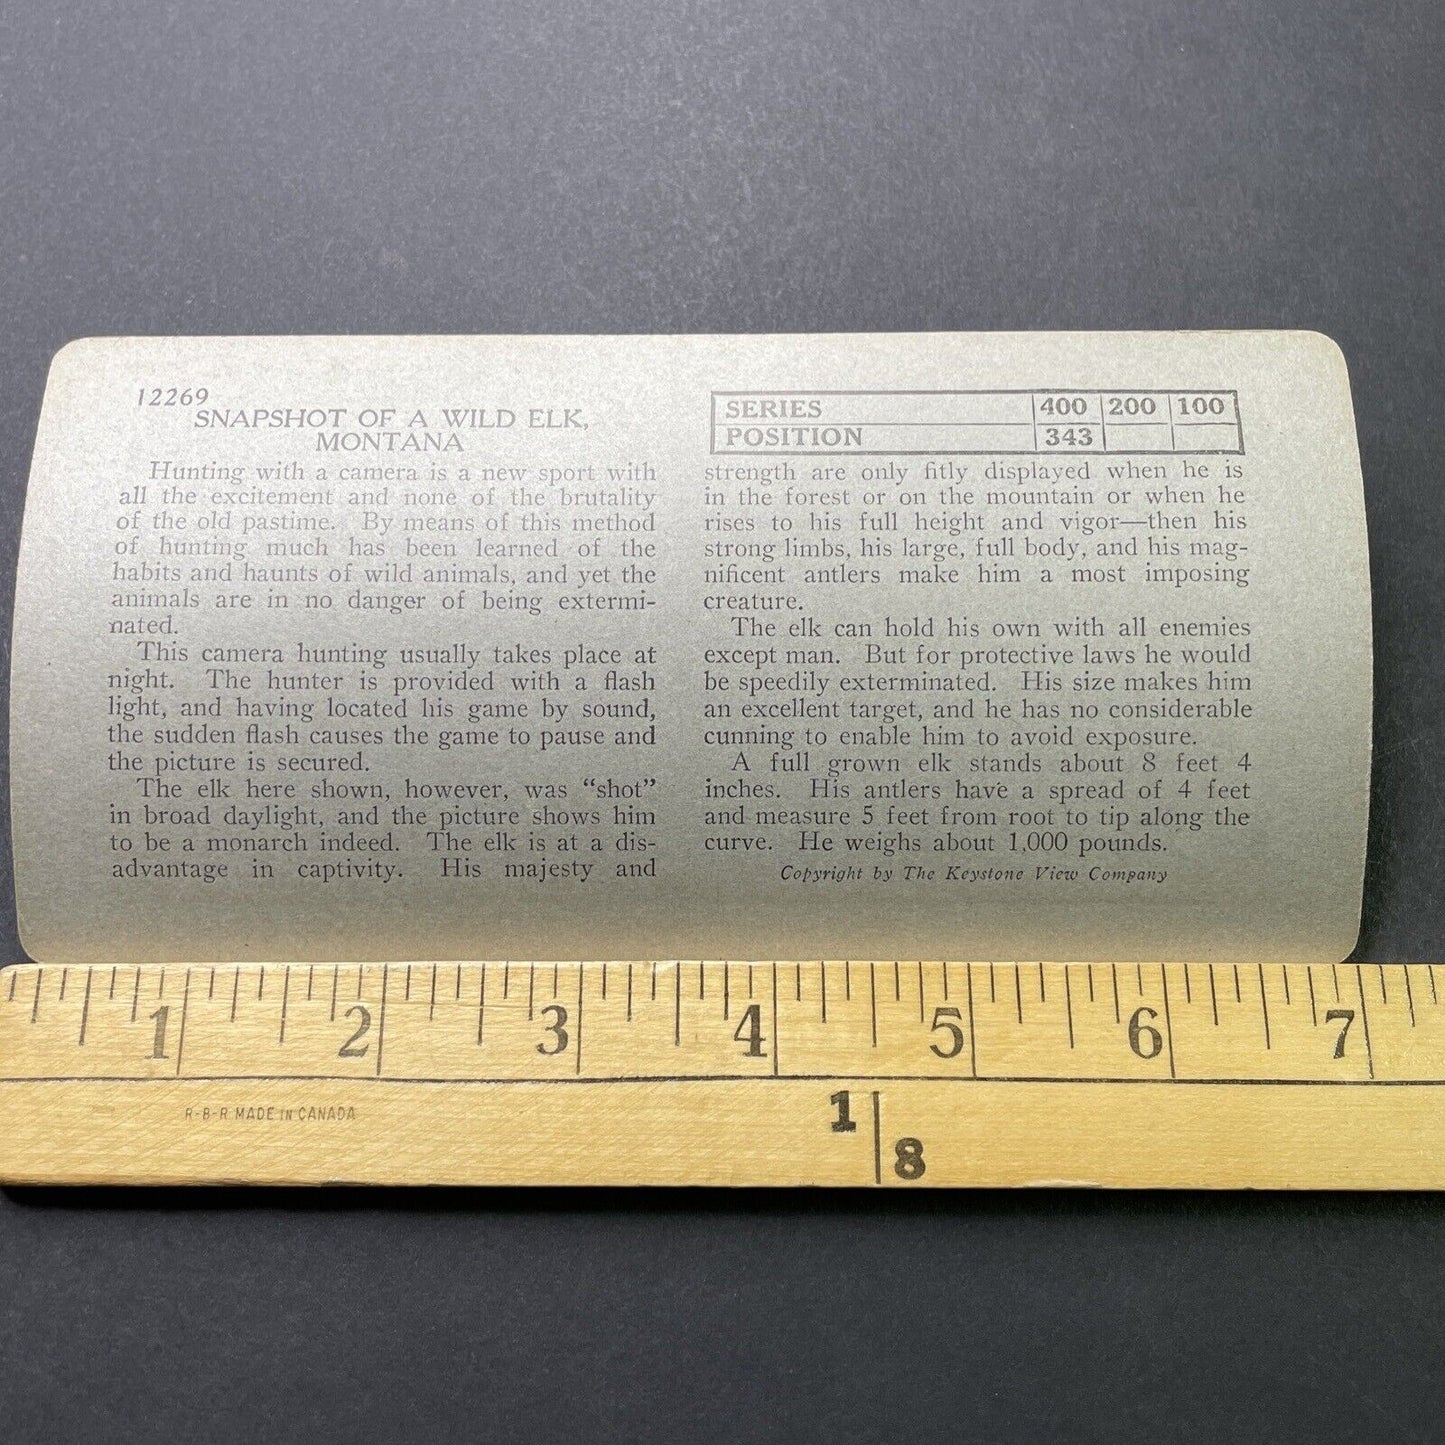 12269
SNAPSHOT OF A WILD ELK,
MONTANA
Hunting with a camera is a new sport with
all the excitement and none of the brutality
of the old pastime. By means of this method
of hunting much has been learned of the
habits and haunts of wild animals, and yet the
animals are in no danger of being extermi-
nated.
This camera hunting usually takes place at
night. The hunter is provided with a flash
light, and having located his game by sound,
the sudden flash causes the game to pause and
the picture is secured.
The elk here shown, however, was “shot”
in broad daylight, and the picture shows him
to be a monarch indeed. The elk is at a dis-
advantage in captivity. His majesty and
SERIES 400 200 100
POSITION 343
strength are only fitly displayed when he is
in the forest or on the mountain or when he
rises to his full height and vigor—then his
strong limbs, his large, full body, and his mag-
nificent antlers make him a most imposing
creature.
The elk can hold his own with all enemies
except man. But for protective laws he would
be speedily exterminated. His size makes him
an excellent target, and he has no considerable
cunning to enable him to avoid exposure.
A full grown elk stands about 8 feet 4
inches. His antlers have a spread of 4 feet
and measure 5 feet from root to tip along the
curve. He weighs about 1,000 pounds.
Copyright by The Keystone View Company
1 2 3 4 5 6 7
R-B-R MADE IN CANADA
1
8